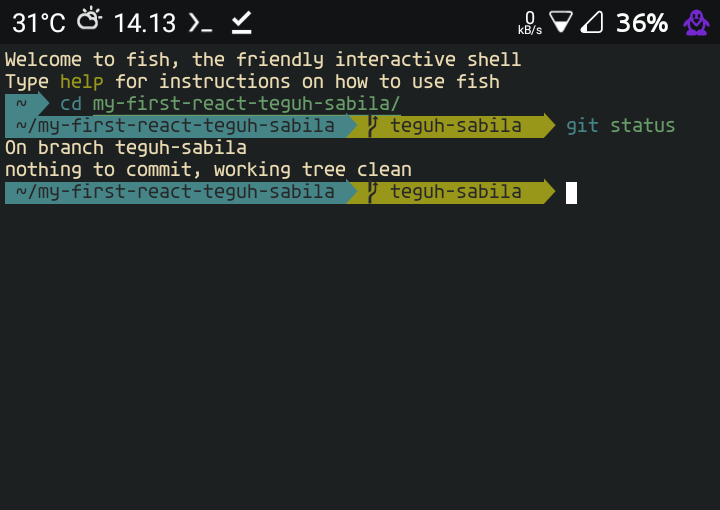 31°C 14.13 0 kB/s 36%
Welcome to fish, the friendly interactive shell
Type help for instructions on how to use fish
~ cd my-first-react-teguh-sabila/
~/my-first-react-teguh-sabila teguh-sabila git status
On branch teguh-sabila
nothing to commit, working tree clean
~/my-first-react-teguh-sabila teguh-sabila